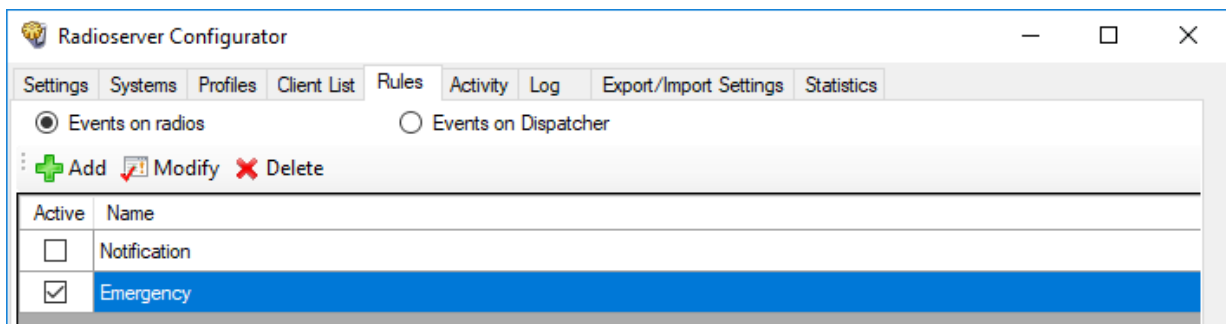 Radioserver Configurator
Settings Systems Profiles Client List Rules Activity Log Export/Import Settings Statistics
Events on radios Events on Dispatcher
Add Modify Delete
Active Name
Notification
Emergency